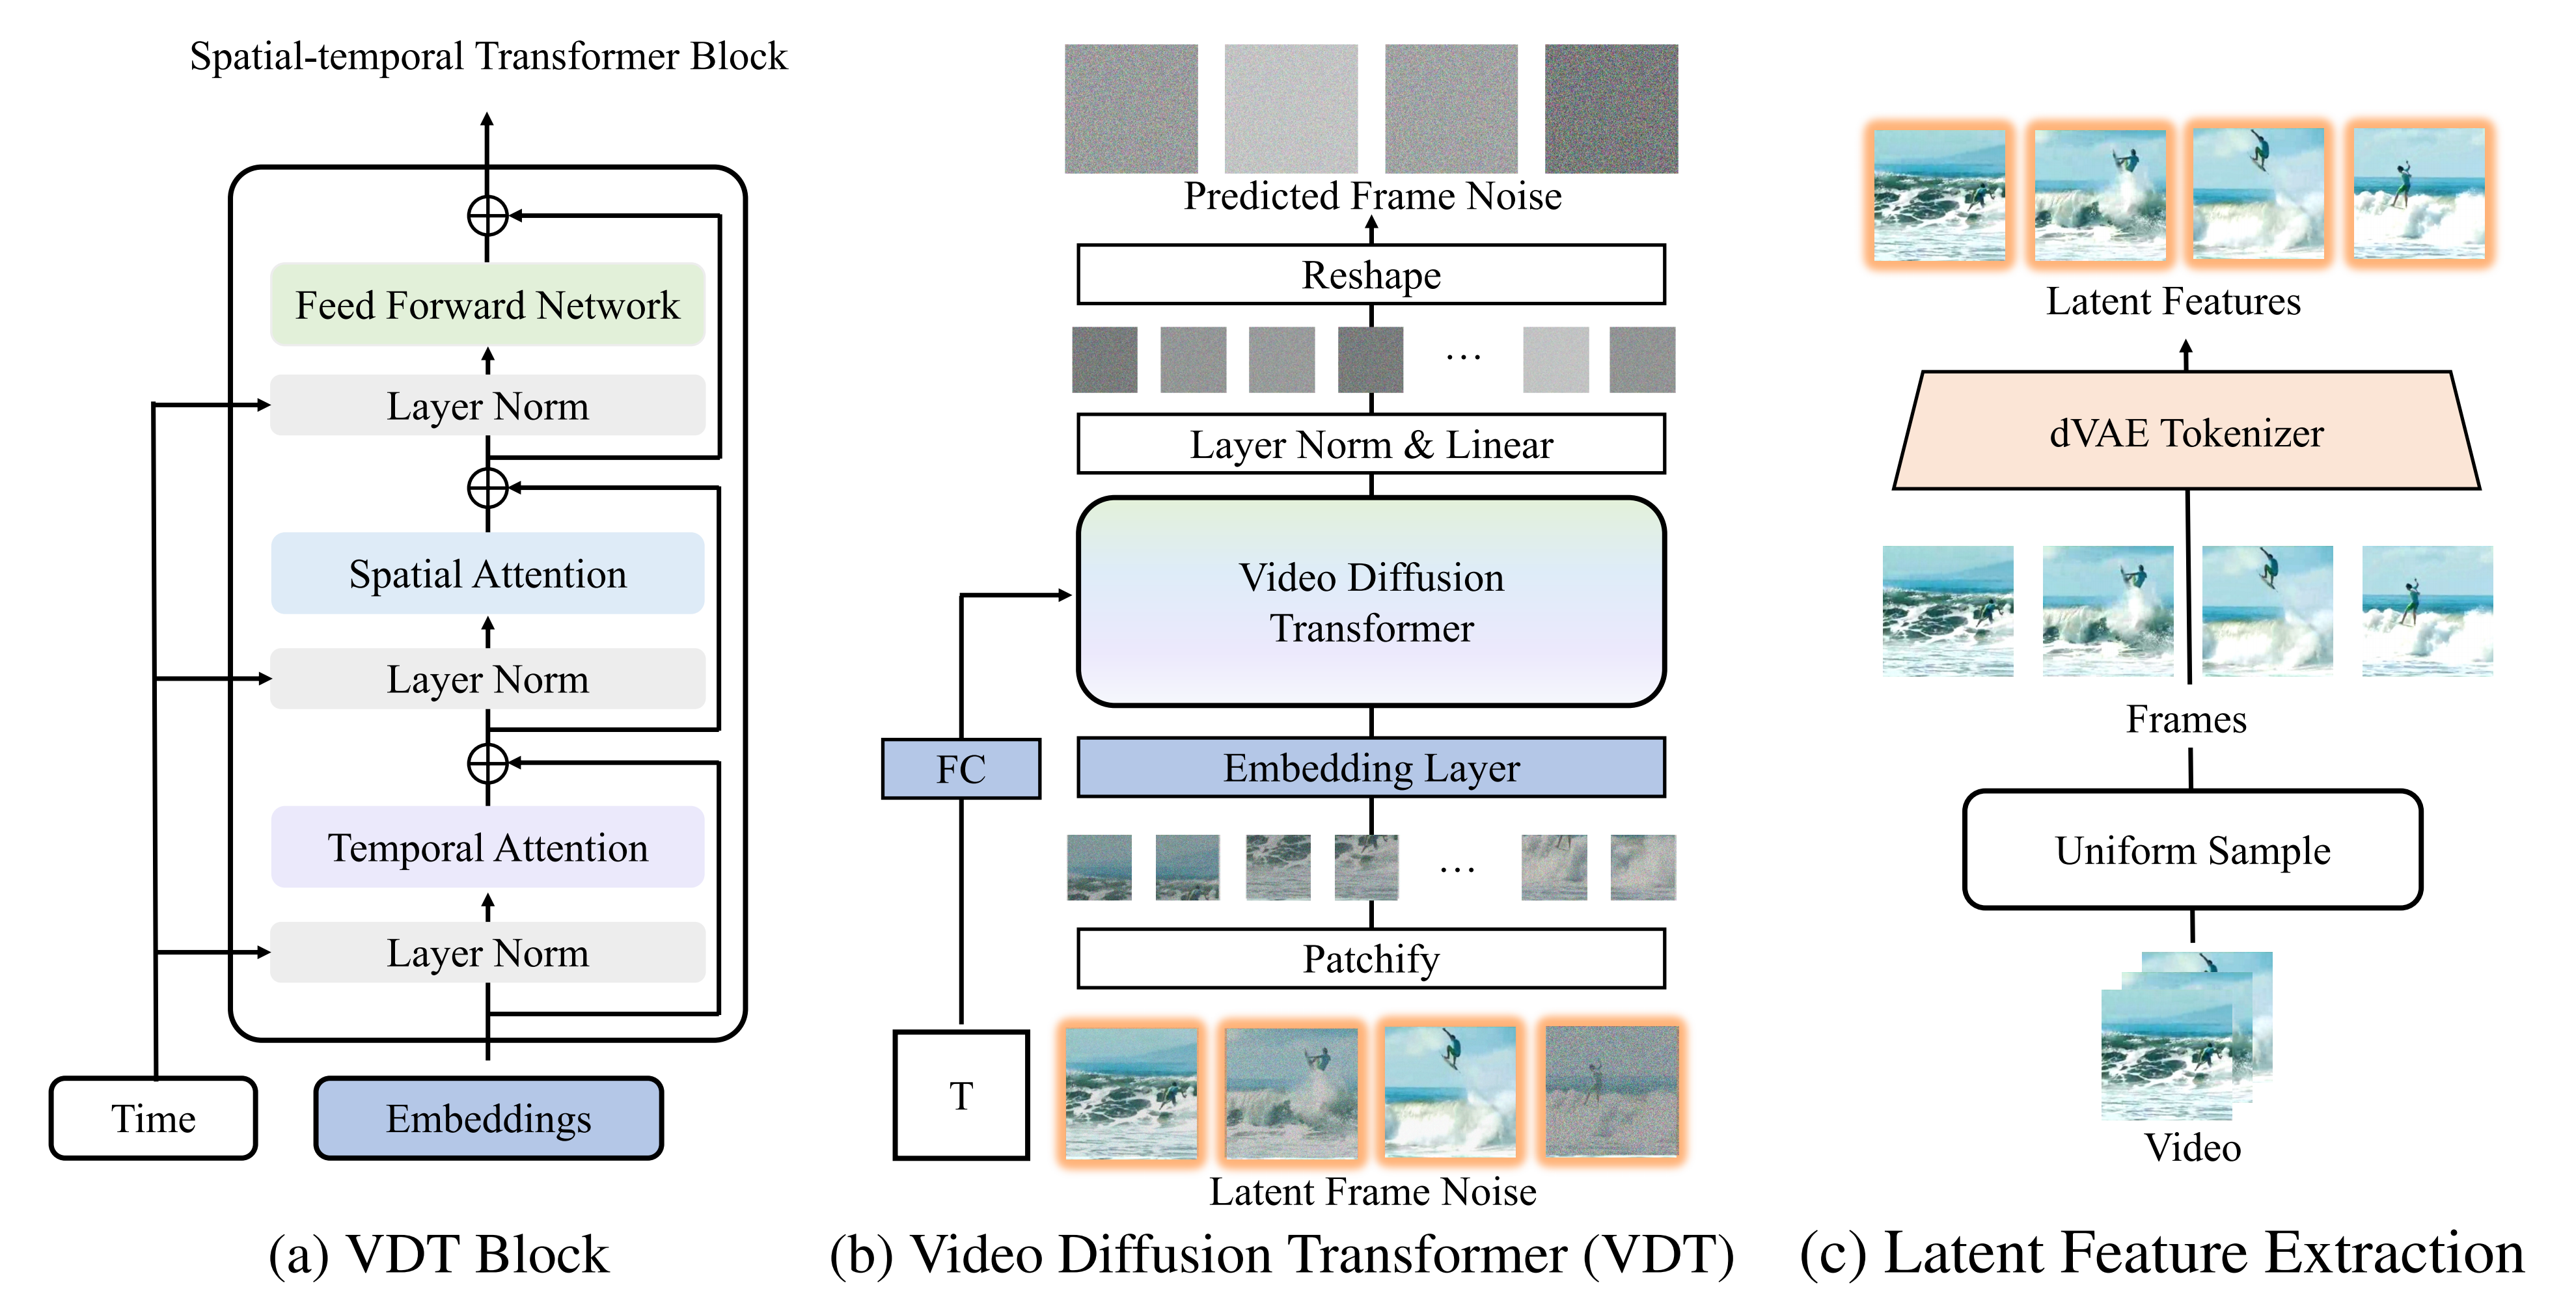 Spatial-temporal Transformer Block
Feed Forward Network
Layer Norm
Spatial Attention
Layer Norm
Temporal Attention
Layer Norm
Time
Embeddings
(a) VDT Block
Predicted Frame Noise
Reshape
...
Layer Norm & Linear
Video Diffusion
Transformer
FC
Embedding Layer
...
Patchify
T
Latent Frame Noise
(b) Video Diffusion Transformer (VDT)
Latent Features
dVAE Tokenizer
Frames
Uniform Sample
Video
(c) Latent Feature Extraction